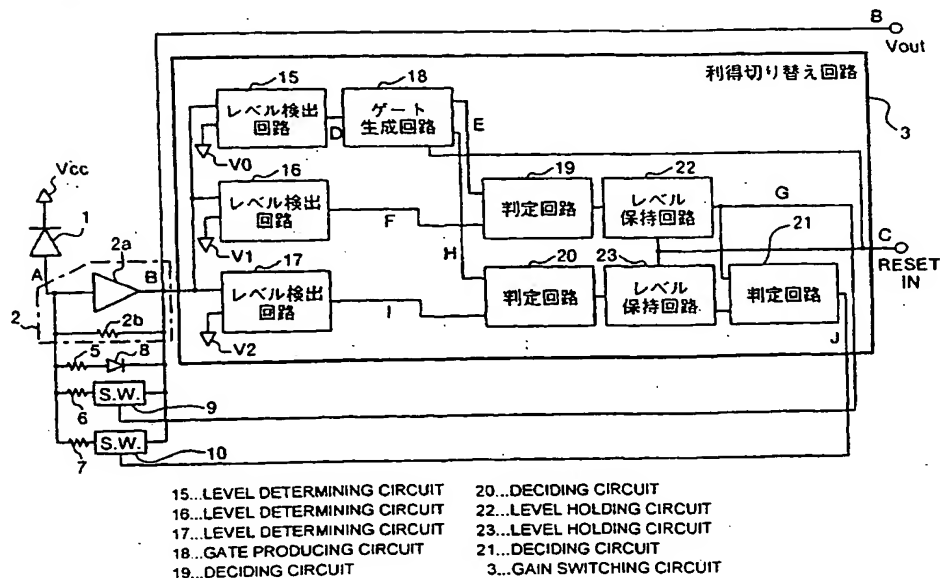 B
Vout
利得切り替え回路
3
15
レベル検出
回路
D
V0
18
ゲート
生成回路
E
H
16
レベル検出
回路
V1
F
17
レベル検出
回路
V2
I
19
判定回路
20
判定回路
22
レベル
保持回路
23
レベル
保持回路
G
21
判定回路
J
C
RESET
IN
Vcc
1
A
2a
B
2
2b
5
8
6
S.W.
9
7
S.W.
10
15...LEVEL DETERMINING CIRCUIT
16...LEVEL DETERMINING CIRCUIT
17...LEVEL DETERMINING CIRCUIT
18...GATE PRODUCING CIRCUIT
19...DECIDING CIRCUIT
20...DECIDING CIRCUIT
22...LEVEL HOLDING CIRCUIT
23...LEVEL HOLDING CIRCUIT
21...DECIDING CIRCUIT
3...GAIN SWITCHING CIRCUIT